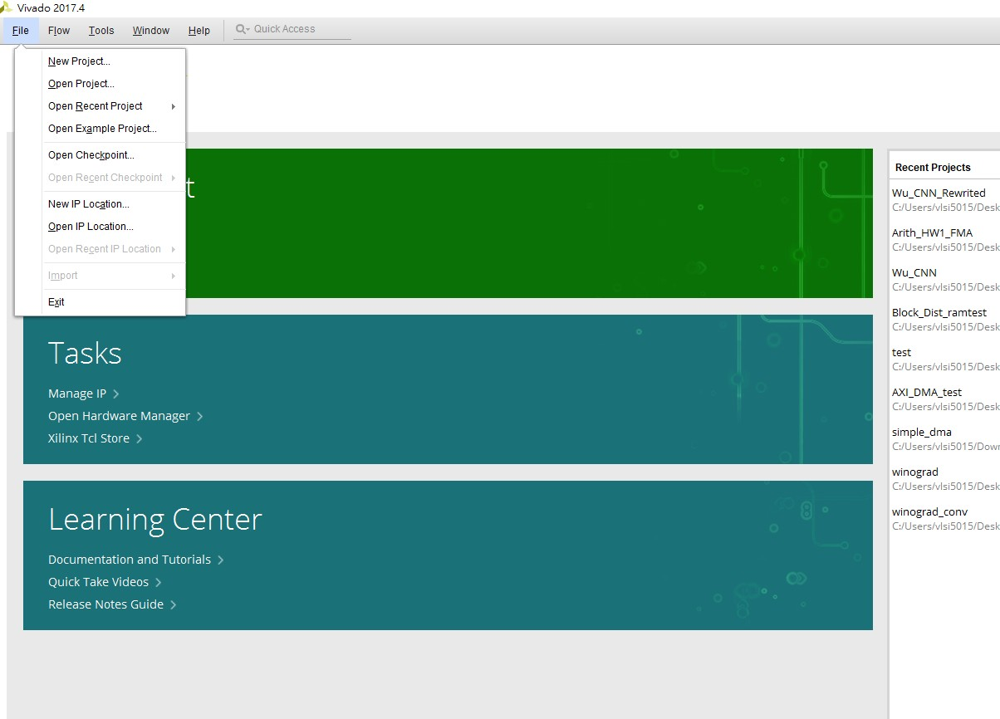 Vivado 2017.4
File Flow Tools Window Help Quick Access
New Project...
Open Project...
Open Recent Project
Open Example Project...
Open Checkpoint...
Open Recent Checkpoint
New IP Location...
Open IP Location...
Open Recent IP Location
Import
Exit
t
Tasks
Manage IP
Open Hardware Manager
Xilinx Tcl Store
Learning Center
Documentation and Tutorials
Quick Take Videos
Release Notes Guide
Recent Projects
Wu_CNN_Rewrited
C:/Users/vlsi5015/Desk
Arith_HW1_FMA
C:/Users/vlsi5015/Desk
Wu_CNN
C:/Users/vlsi5015/Desk
Block_Dist_ramtest
C:/Users/vlsi5015/Desk
test
C:/Users/vlsi5015/Desk
AXI_DMA_test
C:/Users/vlsi5015/Desk
simple_dma
C:/Users/vlsi5015/Down
winograd
C:/Users/vlsi5015/Desk
winograd_conv
C:/Users/vlsi5015/Desk